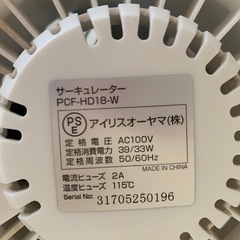 サーキュレーター
PCF-HD18-W
PSE アイリスオーヤマ(株)
定格電圧 AC100V
定格消費電力 39/33W
定格周波数 50/60Hz
電流ヒューズ 2A
温度ヒューズ 115℃
MADE IN CHINA
Serial No: 31705250196